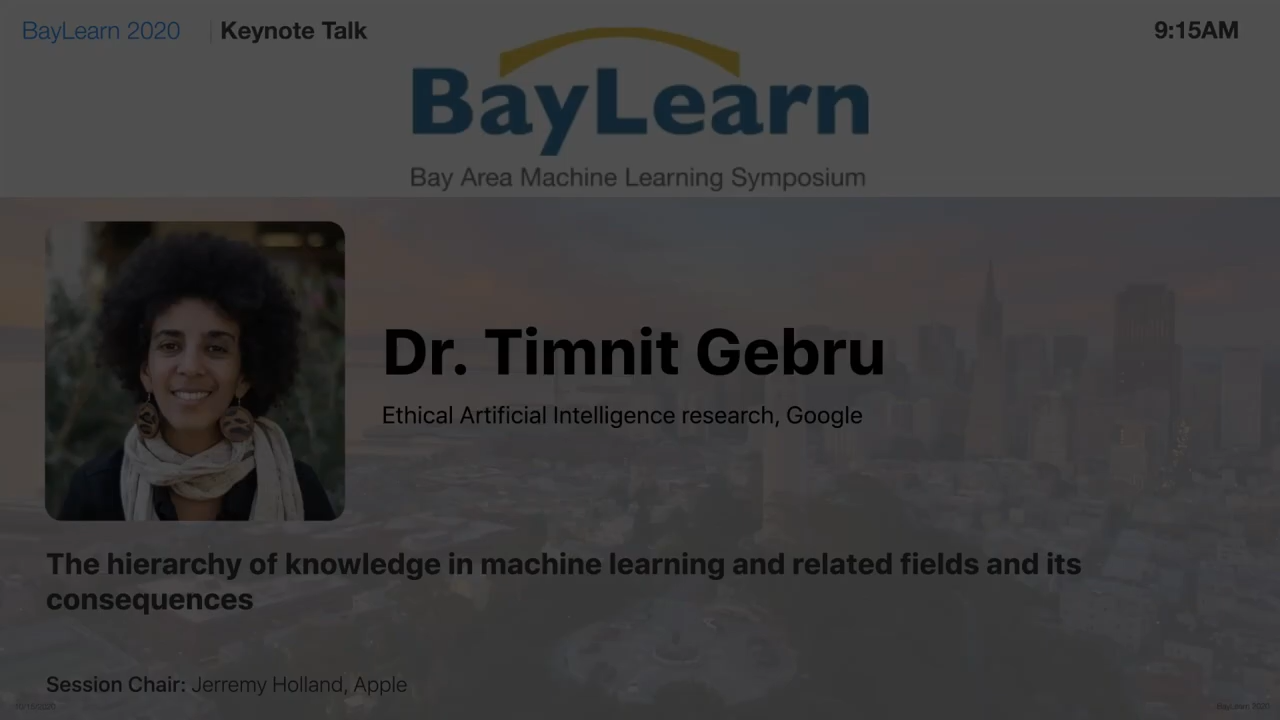 BayLearn 2020 Keynote Talk 9:15AM
BayLearn
Bay Area Machine Learning Symposium
Dr. Timnit Gebru
Ethical Artificial Intelligence research, Google
The hierarchy of knowledge in machine learning and related fields and its
consequences
Session Chair: Jerremy Holland, Apple
BayLearn 2020